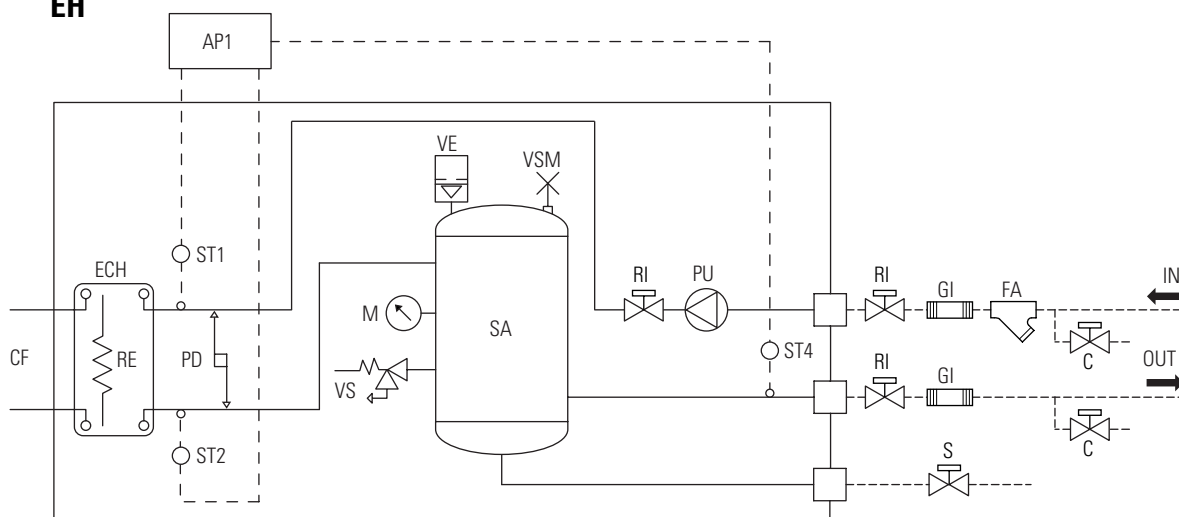 EH
AP1
VE
VSM
ST1
ECH
RI
PU
RI
GI
FA
IN
M
SA
CF
RE
PD
ST4
C
OUT
VS
RI
GI
C
ST2
S